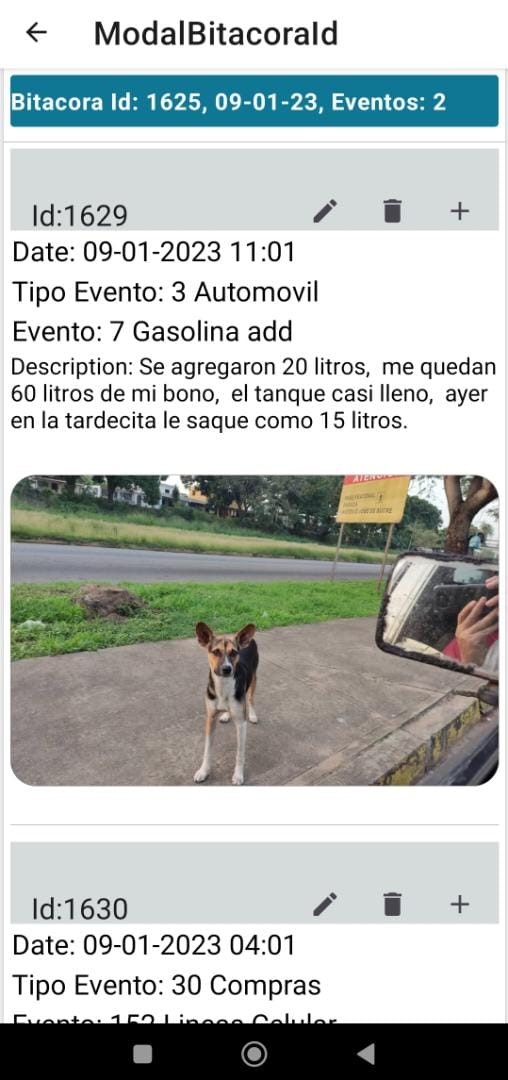 ModalBitacoraId
Bitacora Id: 1625, 09-01-23, Eventos: 2
Id:1629
Date: 09-01-2023 11:01
Tipo Evento: 3 Automovil
Evento: 7 Gasolina add
Description: Se agregaron 20 litros, me quedan
60 litros de mi bono, el tanque casi lleno, ayer
en la tardecita le saque como 15 litros.
Id:1630
Date: 09-01-2023 04:01
Tipo Evento: 30 Compras
Evento: 152 Lineas Celular